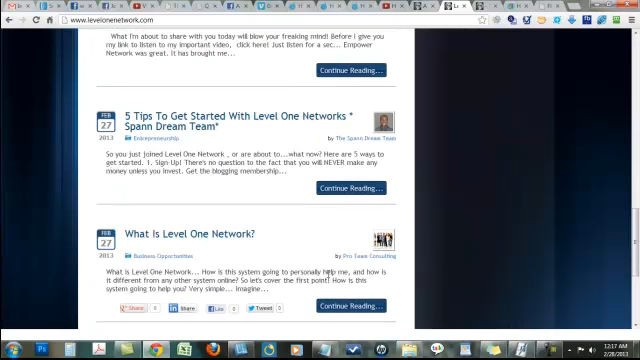 www.levelonenetwork.com
What I'm about to share with you today will blow your freaking mind! Before i give you
my link to listen to my important video, click here! Just listen for a sec... Empower
Network was great. It has brought me...
Continue Reading...
FEB
27
2013
5 Tips To Get Started With Level One Networks *
Spann Dream Team*
Entrepreneurship
by The Spann Dream Team
So you just joined Level One Network , or are about to...what now? Here are 5 ways to
get started. 1. Sign-Up! There's no question to the fact that you will NEVER make any
money unless you invest. Get the blogging membership...
Continue Reading...
FEB
27
2013
What Is Level One Network?
Business Opportunities
by Pro Team Consulting
What is Level One Network... How is this system going to personally help me, and how is
it different from any other system online? So let's cover the first point! How is this
system going to help you? Very simple... imagine...
Share 0
Share
Like 0
Tweet 0
Continue Reading...
12:17 AM
2/28/2013